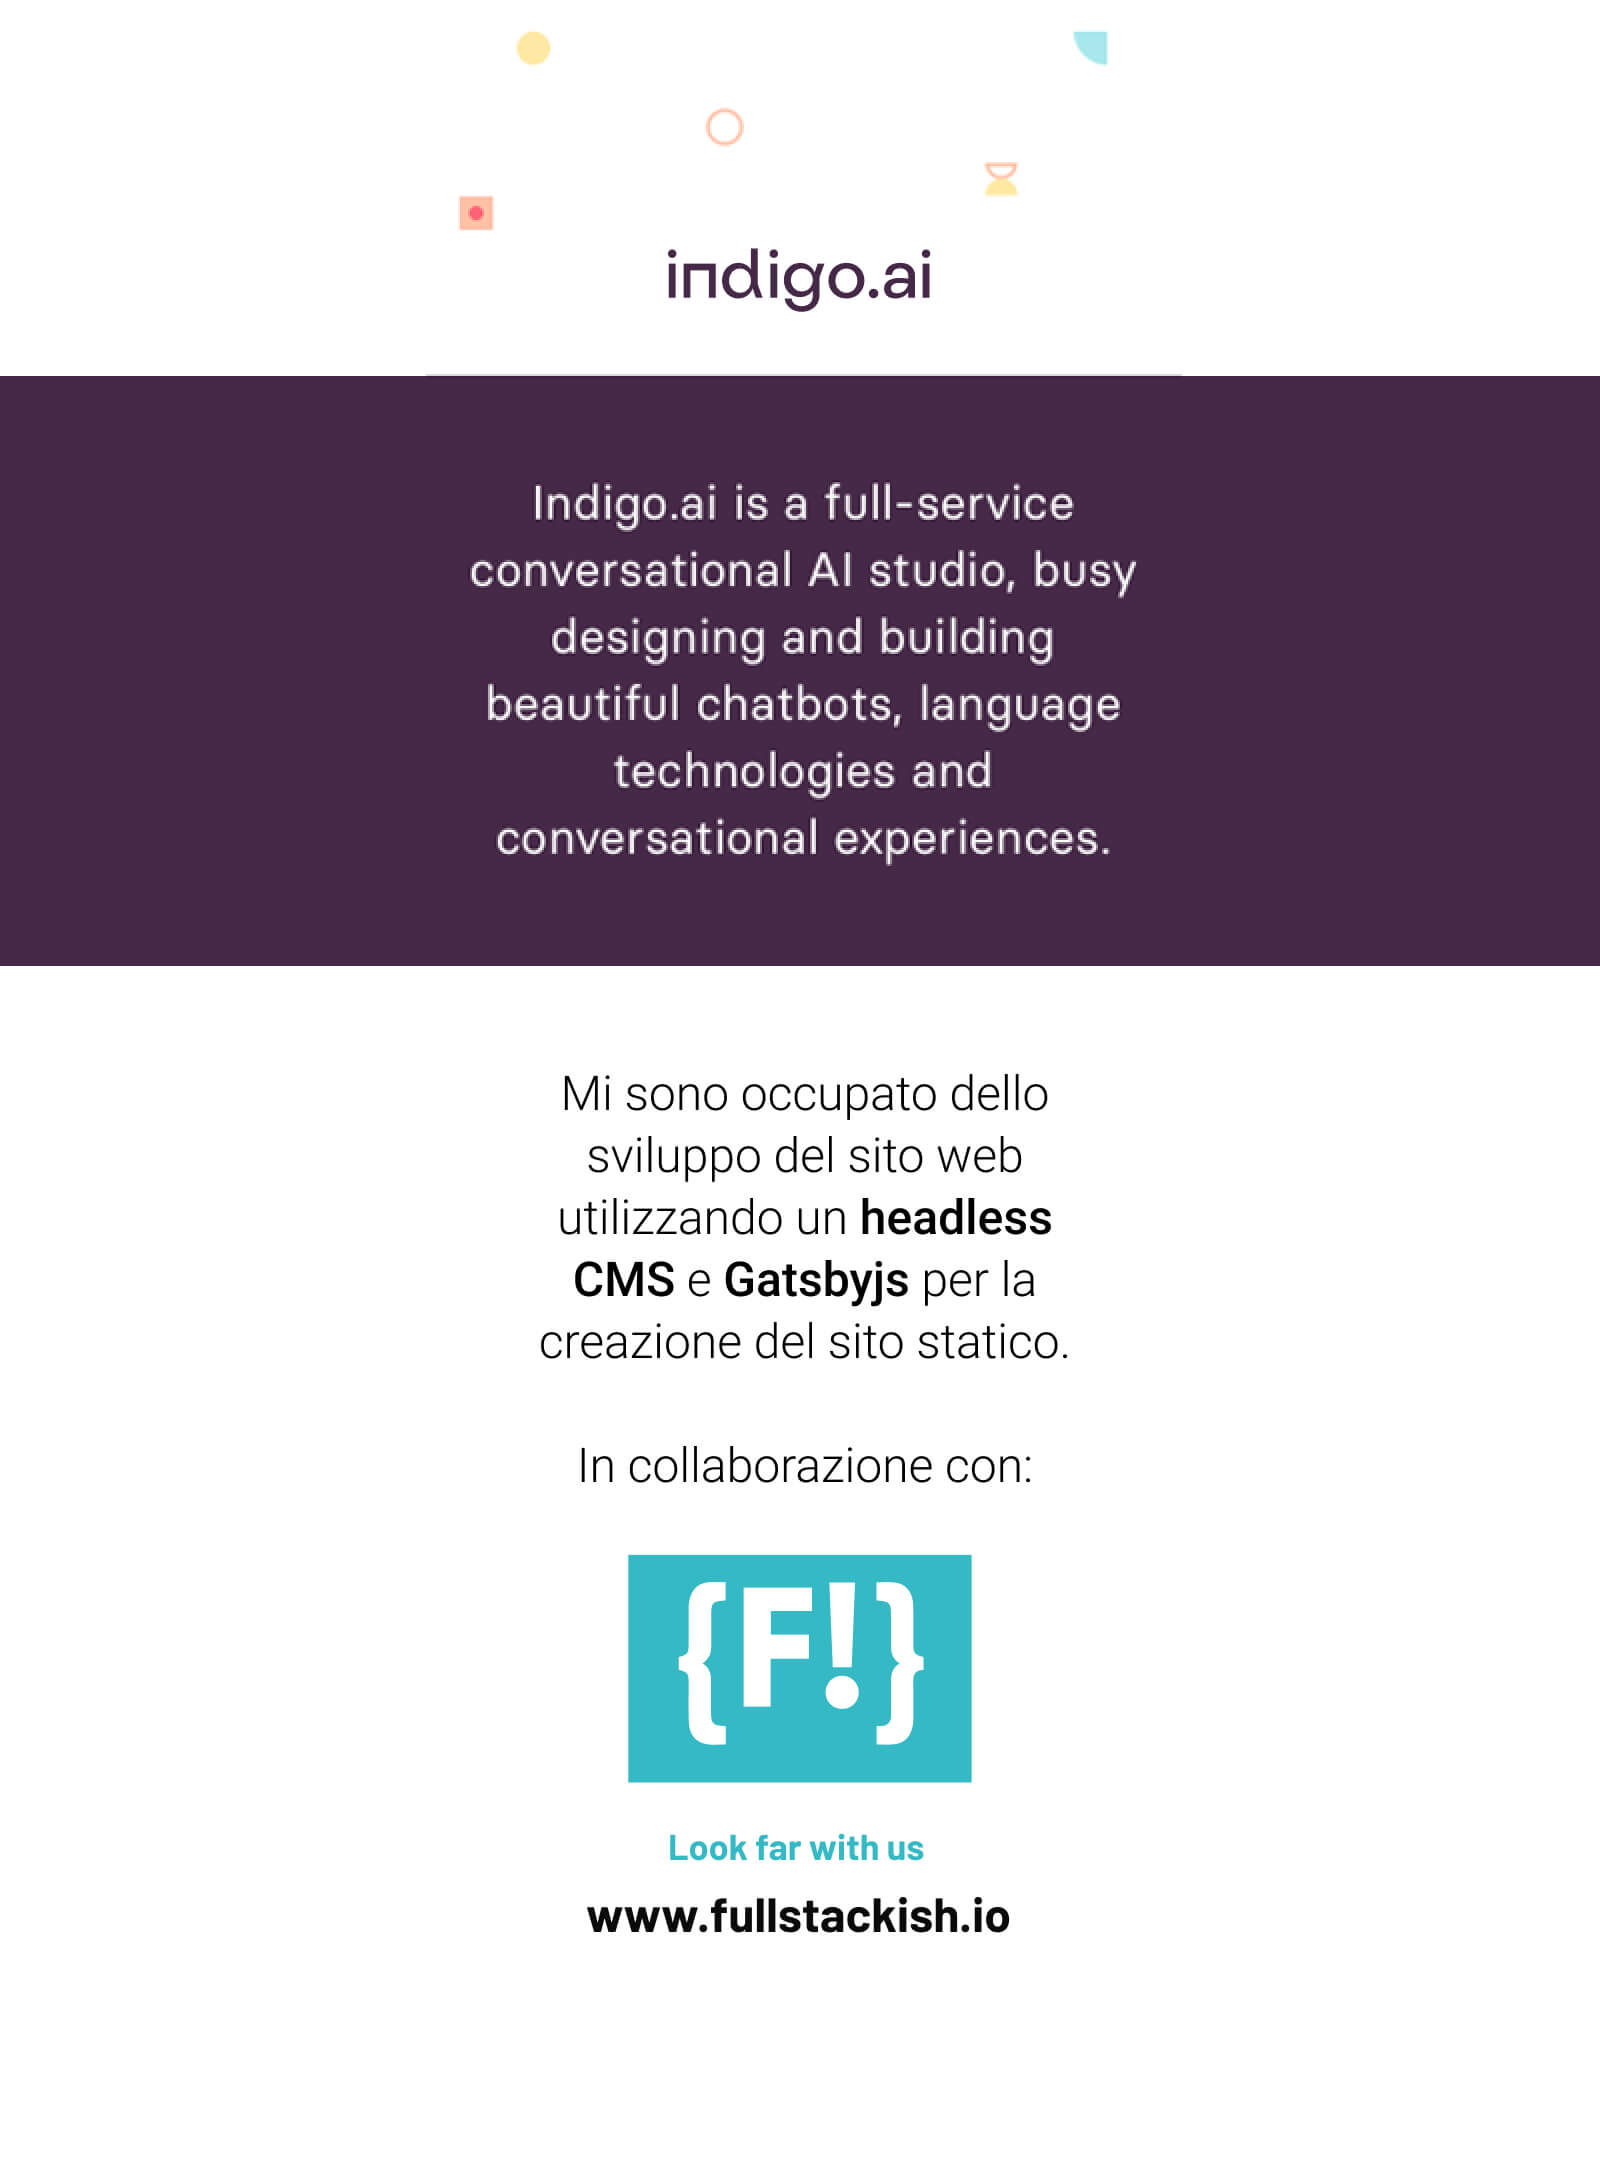 indigo.ai
Indigo.ai is a full-service
conversational AI studio, busy
designing and building
beautiful chatbots, language
technologies and
conversational experiences.
Mi sono occupato dello
sviluppo del sito web
utilizzando un headless
CMS e Gatsbyjs per la
creazione del sito statico.
In collaborazione con:
{F!}
Look far with us
www.fullstackish.io